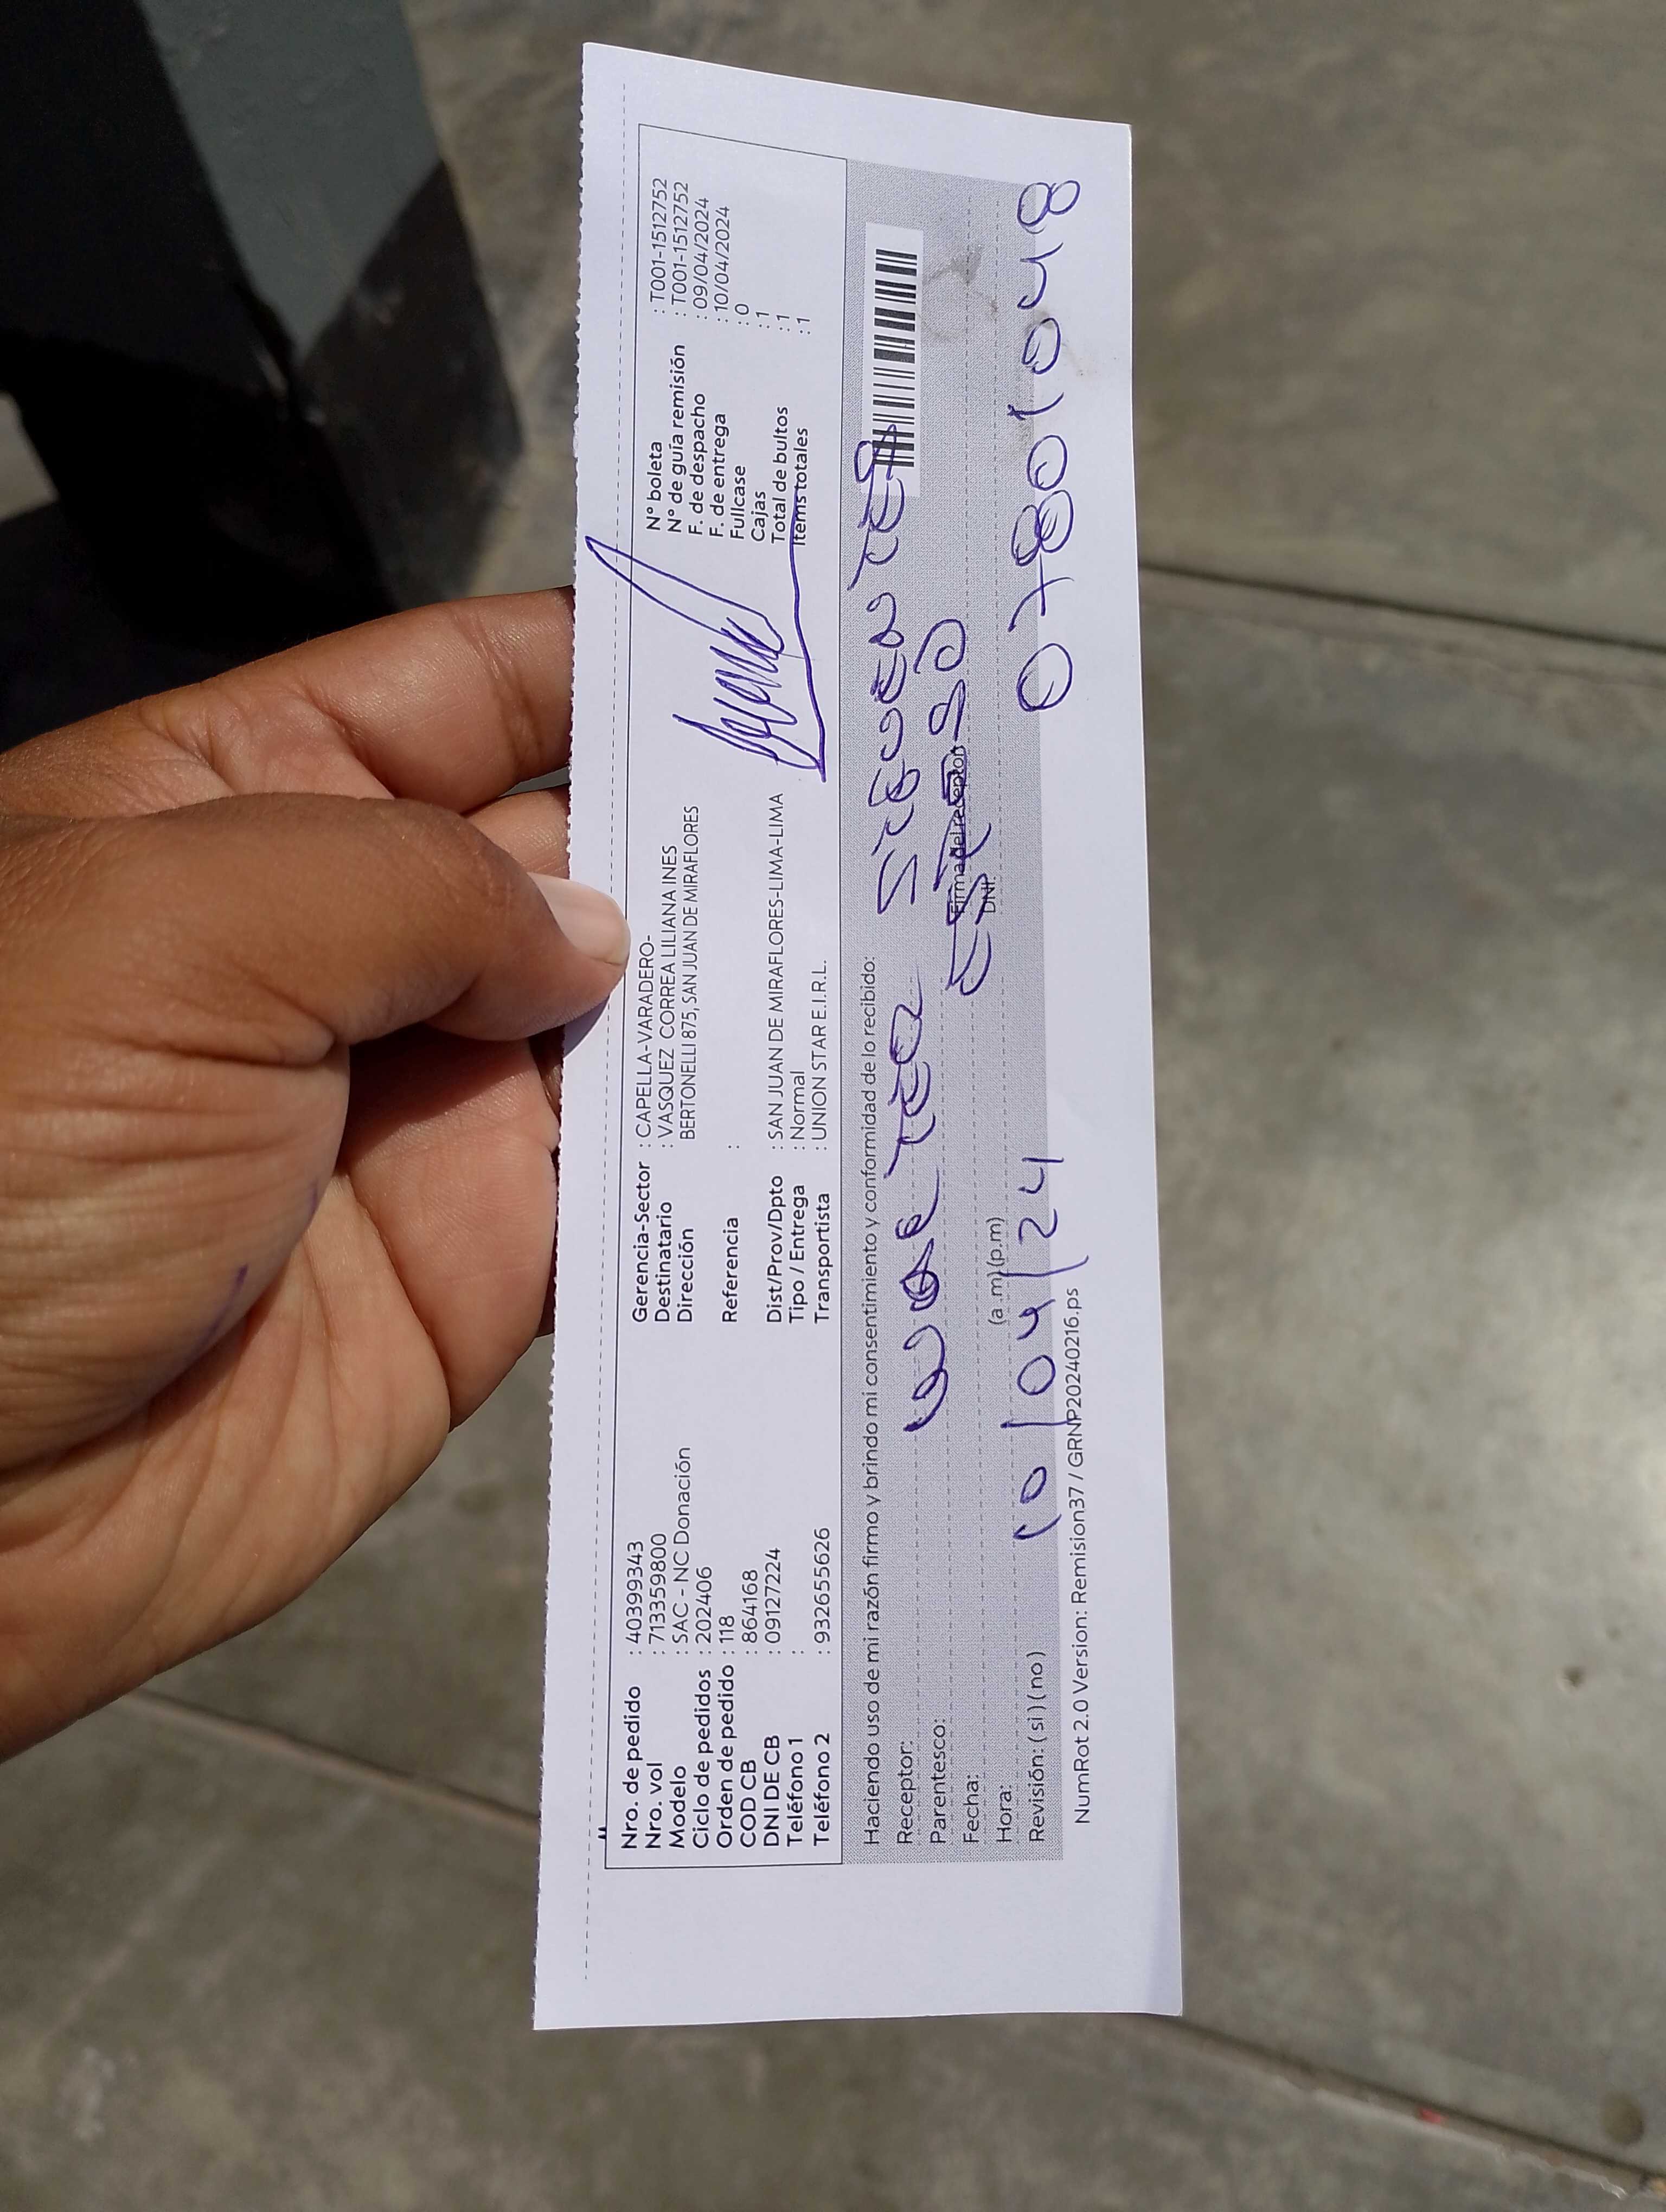 Nro. de pedido : 40399343
Nro. vol : 713359800
Modelo : SAC - NC Donación
Ciclo de pedidos : 202406
Orden de pedido : 118
COD CB : 864168
DNI DE CB : 09127224
Teléfono 1 :
Teléfono 2 : 932655626
Gerencia-Sector : CAPELLA-VARADERO-
Destinatario : VASQUEZ CORREA LILIANA INES
Dirección BERTONELLI 875, SAN JUAN DE MIRAFLORES
Referencia :
Dist/Prov/Dpto : SAN JUAN DE MIRAFLORES-LIMA-LIMA
Tipo / Entrega : Normal
Transportista : UNION STAR E.I.R.L.
N° boleta : T001-1512752
N° de guía remisión : T001-1512752
F. de despacho : 09/04/2024
F. de entrega : 10/04/2024
Fullcase : 0
Cajas : 1
Total de bultos : 1
Items totales : 1
Haciendo uso de mi razón firmo y brindo mi consentimiento y conformidad de lo recibido:
Receptor:
Parentesco: ESPOSO
Firma del receptor
Fecha:
DNI:
Hora: (a .m) (p.m)
10/04/24 07801048
Revisión: ( si ) ( no )
NumRot 2.0 Version: Remision37 / GRNP20240216.ps